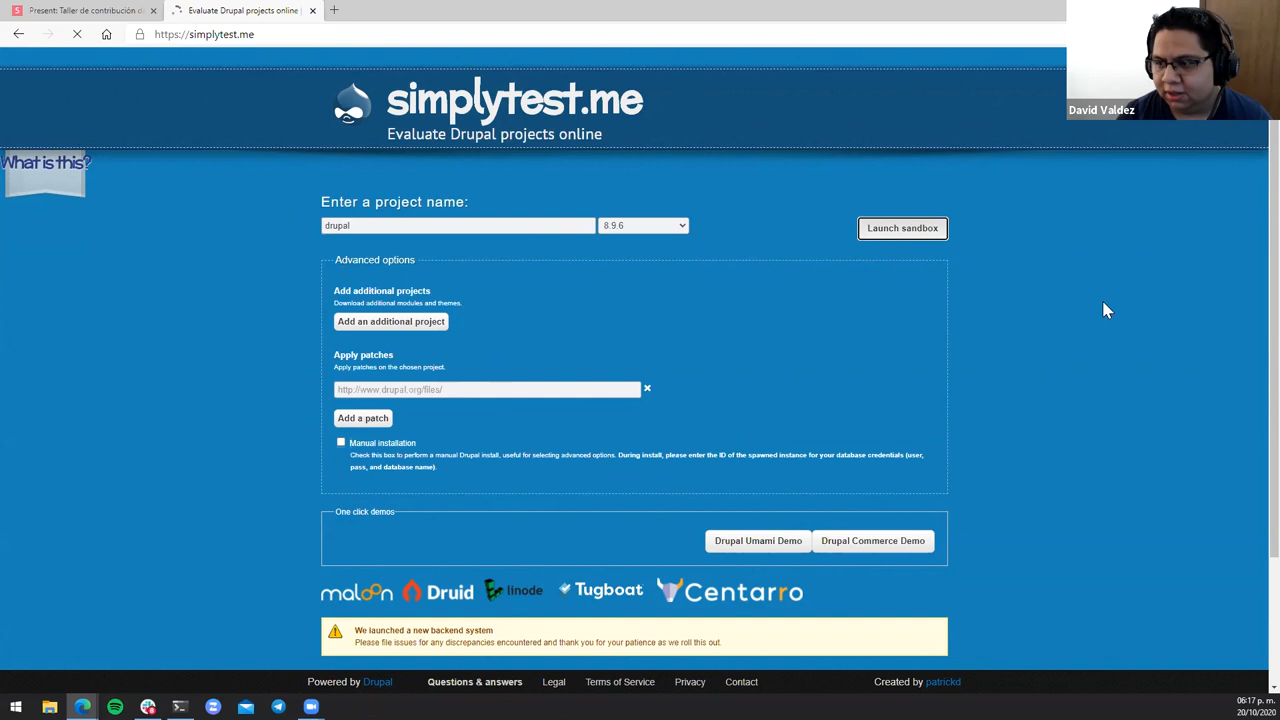 Present: Taller de contribución d
Evaluate Drupal projects online |
https://simplytest.me
David Valdez
simplytest.me
Evaluate Drupal projects online
What is this?
Enter a project name:
drupal
8.9.6
Launch sandbox
Advanced options
Add additional projects
Download additional modules and themes.
Add an additional project
Apply patches
Apply patches on the chosen project.
http://www.drupal.org/files/
Add a patch
Manual installation
Check this box to perform a manual Drupal install, useful for selecting advanced options. During install, please enter the ID of the spawned instance for your database credentials (user,
pass, and database name).
One click demos
Drupal Umami Demo
Drupal Commerce Demo
maloon
Druid
linode
Tugboat
Centarro
We launched a new backend system
Please file issues for any discrepancies encountered and thank you for your patience as we roll this out.
Powered by Drupal
Questions & answers
Legal
Terms of Service
Privacy
Contact
Created by patrickd
06:17 p. m.
20/10/2020